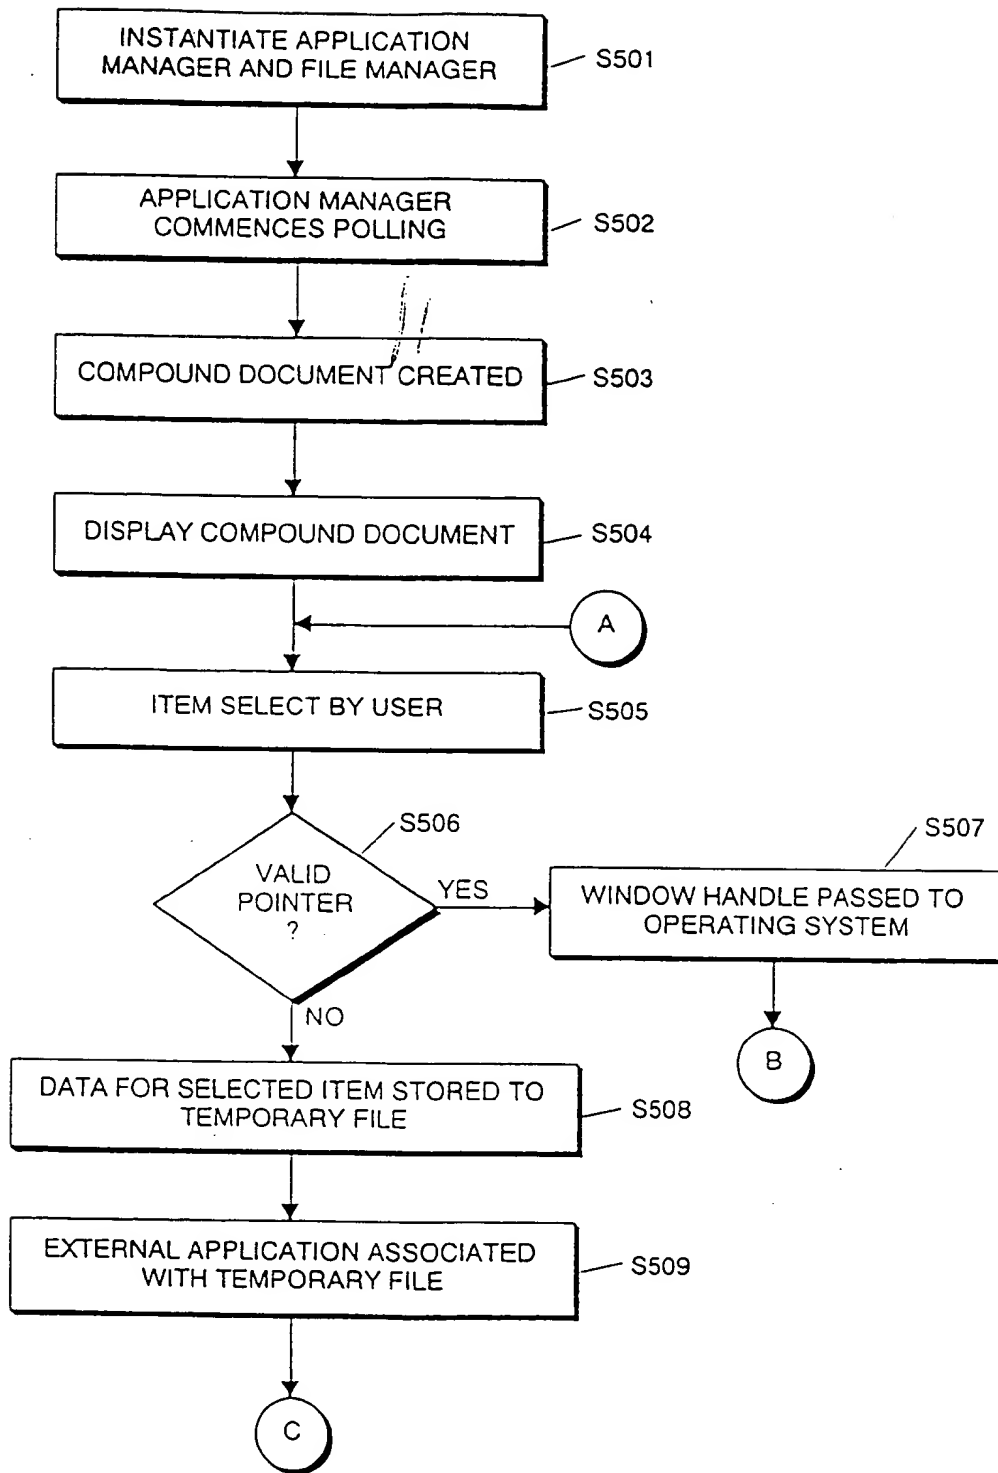 INSTANTIATE APPLICATION
MANAGER AND FILE MANAGER
S501
APPLICATION MANAGER
COMMENCES POLLING
S502
COMPOUND DOCUMENT CREATED
S503
DISPLAY COMPOUND DOCUMENT
S504
A
ITEM SELECT BY USER
S505
S506
VALID
POINTER
?
YES
S507
WINDOW HANDLE PASSED TO
OPERATING SYSTEM
NO
B
DATA FOR SELECTED ITEM STORED TO
TEMPORARY FILE
S508
EXTERNAL APPLICATION ASSOCIATED
WITH TEMPORARY FILE
S509
C